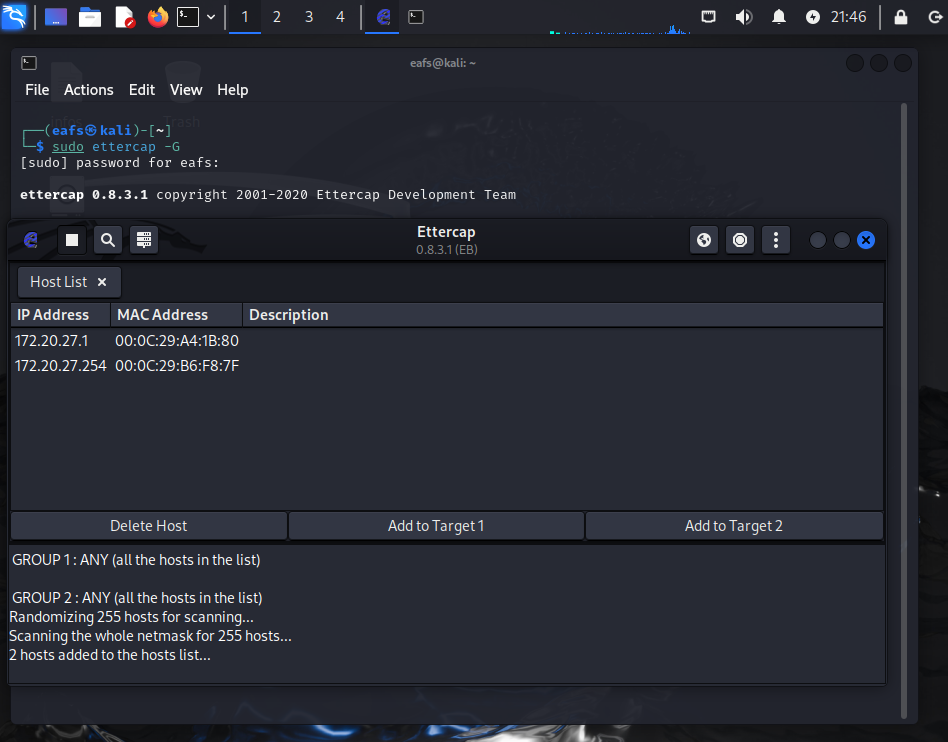 1 2 3 4 21:46
eafs@kali: ~
File Actions Edit View Help
Trash
┌──(eafs㉿kali)-[~]
└─$ sudo ettercap -G
[sudo] password for eafs:
ettercap 0.8.3.1 copyright 2001-2020 Ettercap Development Team
Ettercap
0.8.3.1 (EB)
Host List ×
IP Address MAC Address Description
172.20.27.1 00:0C:29:A4:1B:80
172.20.27.254 00:0C:29:B6:F8:7F
Delete Host Add to Target 1 Add to Target 2
GROUP 1 : ANY (all the hosts in the list)
GROUP 2 : ANY (all the hosts in the list)
Randomizing 255 hosts for scanning...
Scanning the whole netmask for 255 hosts...
2 hosts added to the hosts list...